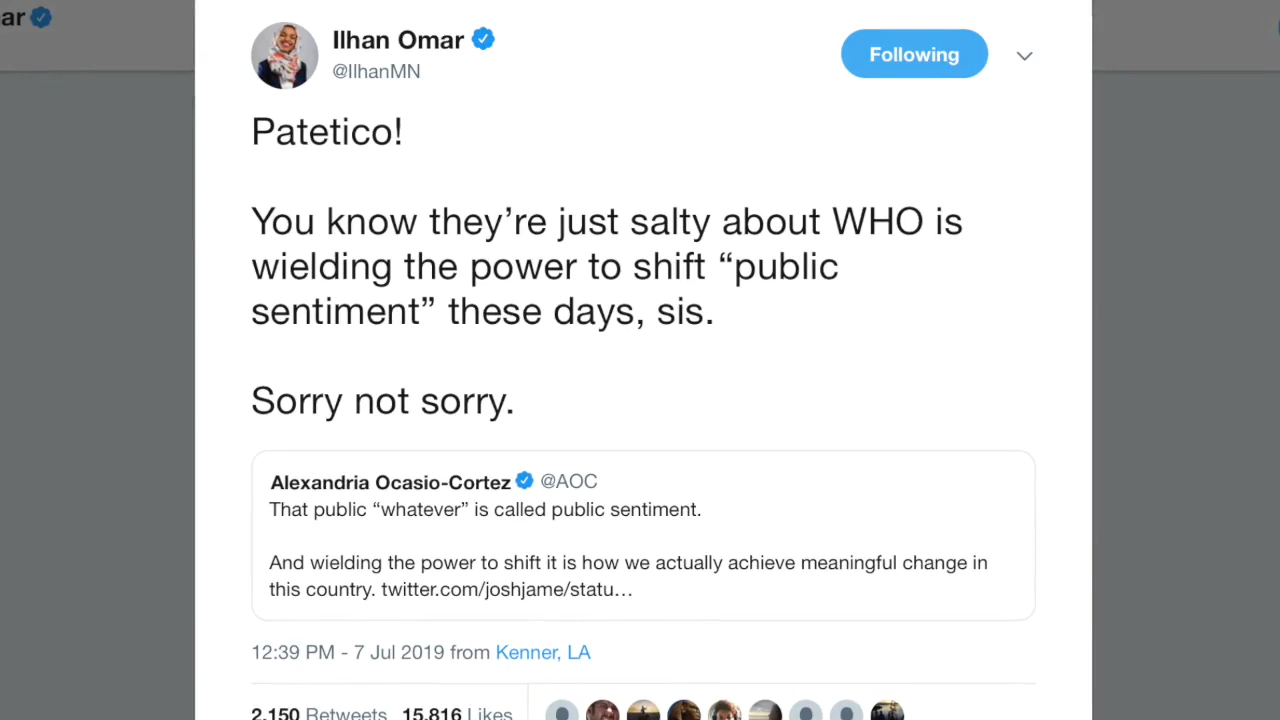 ar
Ilhan Omar
@IlhanMN
Following
Patetico!
You know they’re just salty about WHO is
wielding the power to shift “public
sentiment” these days, sis.
Sorry not sorry.
Alexandria Ocasio-Cortez @AOC
That public “whatever” is called public sentiment.
And wielding the power to shift it is how we actually achieve meaningful change in
this country. twitter.com/joshjame/statu…
12:39 PM - 7 Jul 2019 from Kenner, LA
2,150 Retweets 15,816 Likes